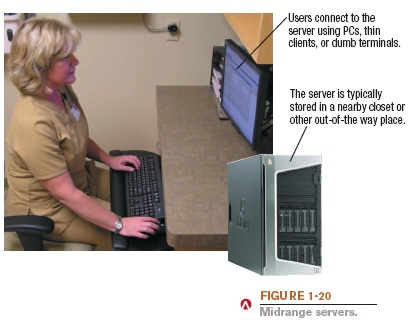 Users connect to the
server using PCs, thin
clients, or dumb terminals.
The server is typically
stored in a nearby closet or
other out-of-the way place.
FIGURE 1-20
Midrange servers.